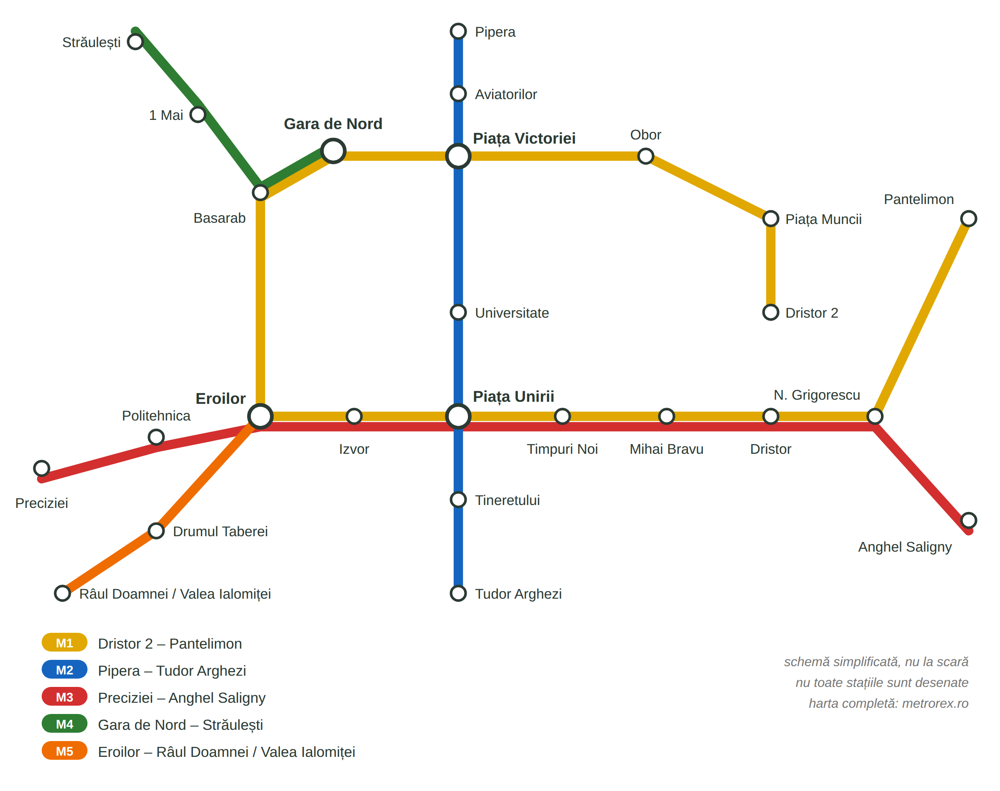 Pipera
Străulești
Aviatorilor
1 Mai
Gara de Nord
Piața Victoriei
Obor
Pantelimon
Basarab
Piața Muncii
Universitate
Dristor 2
Piața Unirii
N. Grigorescu
Eroilor
Politehnica
Izvor
Timpuri Noi
Mihai Bravu
Dristor
Preciziei
Tineretului
Drumul Taberei
Anghel Saligny
Râul Doamnei / Valea Ialomiței
Tudor Arghezi
M1 Dristor 2 – Pantelimon
M2 Pipera – Tudor Arghezi
M3 Preciziei – Anghel Saligny
M4 Gara de Nord – Străulești
M5 Eroilor – Râul Doamnei / Valea Ialomiței
schemă simplificată, nu la scară
nu toate stațiile sunt desenate
harta completă: metrorex.ro